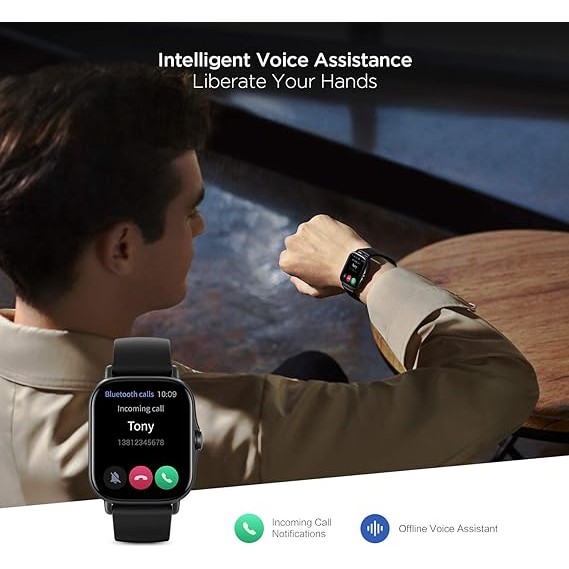 Intelligent Voice Assistance
Liberate Your Hands
Bluetooth calls 10:09
Incoming call
Tony
13812345678
Incoming Call
Notifications
Offline Voice Assistant